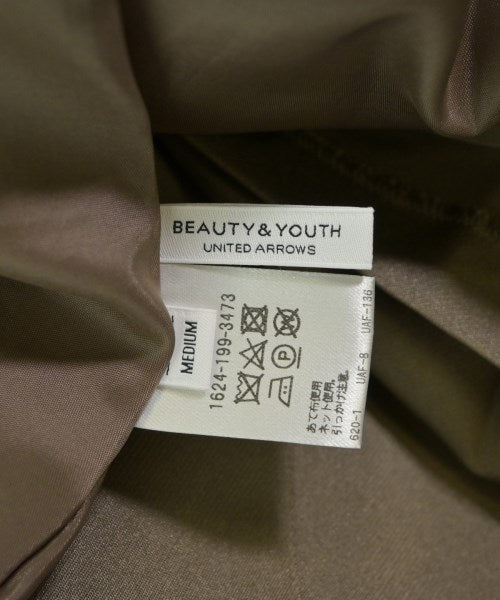 BEAUTY & YOUTH
UNITED ARROWS
MEDIUM
1624-199-3473
P
あて布使用
ネット使用。
引っかけ注意。
620-1 UAF-8 UAF-136